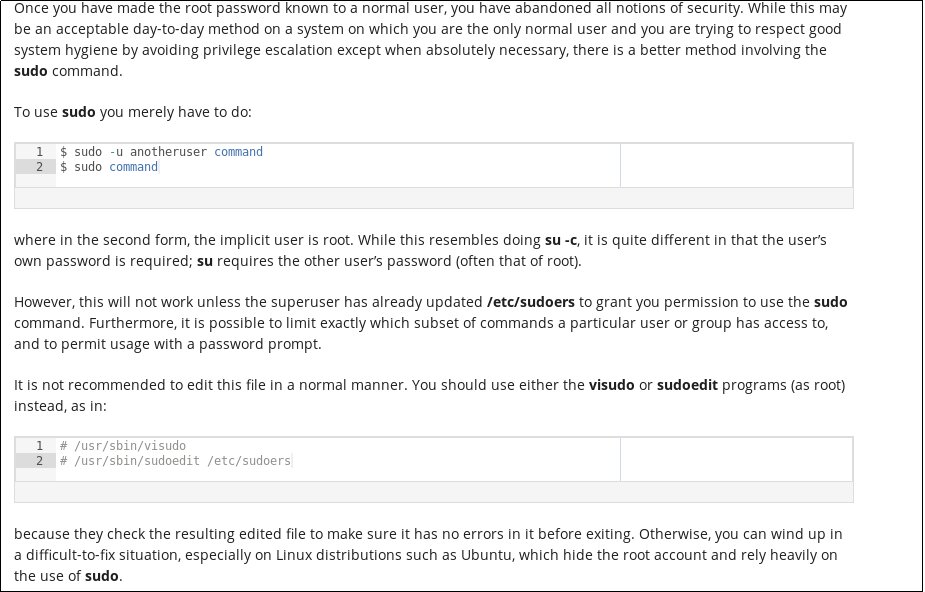 Once you have made the root password known to a normal user, you have abandoned all notions of security. While this may
be an acceptable day-to-day method on a system on which you are the only normal user and you are trying to respect good
system hygiene by avoiding privilege escalation except when absolutely necessary, there is a better method involving the
sudo command.
To use sudo you merely have to do:
1 $ sudo -u anotheruser command
2 $ sudo command
where in the second form, the implicit user is root. While this resembles doing su -c, it is quite different in that the user's
own password is required; su requires the other user's password (often that of root).
However, this will not work unless the superuser has already updated /etc/sudoers to grant you permission to use the sudo
command. Furthermore, it is possible to limit exactly which subset of commands a particular user or group has access to,
and to permit usage with a password prompt.
It is not recommended to edit this file in a normal manner. You should use either the visudo or sudoedit programs (as root)
instead, as in:
1 # /usr/sbin/visudo
2 # /usr/sbin/sudoedit /etc/sudoers
because they check the resulting edited file to make sure it has no errors in it before exiting. Otherwise, you can wind up in
a difficult-to-fix situation, especially on Linux distributions such as Ubuntu, which hide the root account and rely heavily on
the use of sudo.